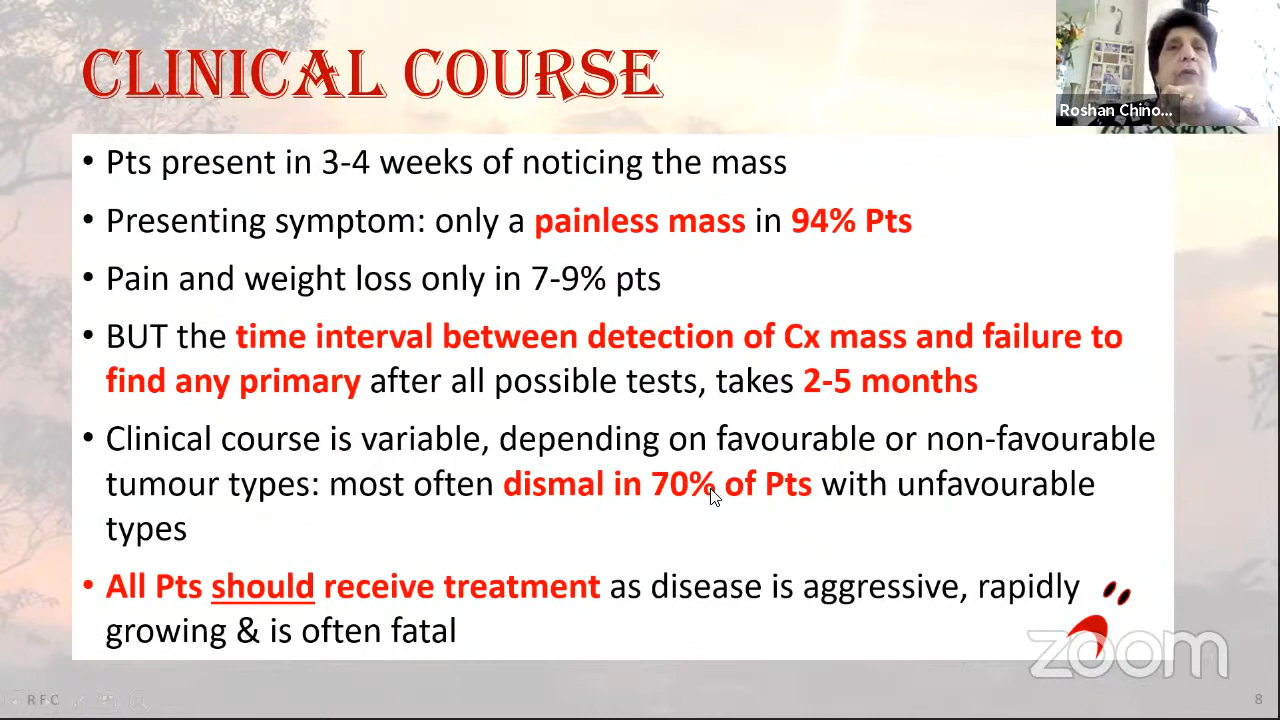 CLINICAL COURSE
Roshan Chino...
• Pts present in 3-4 weeks of noticing the mass
• Presenting symptom: only a painless mass in 94% Pts
• Pain and weight loss only in 7-9% pts
• BUT the time interval between detection of Cx mass and failure to
find any primary after all possible tests, takes 2-5 months
• Clinical course is variable, depending on favourable or non-favourable
tumour types: most often dismal in 70% of Pts with unfavourable
types
• All Pts should receive treatment as disease is aggressive, rapidly
growing & is often fatal
zoom
RFC
8